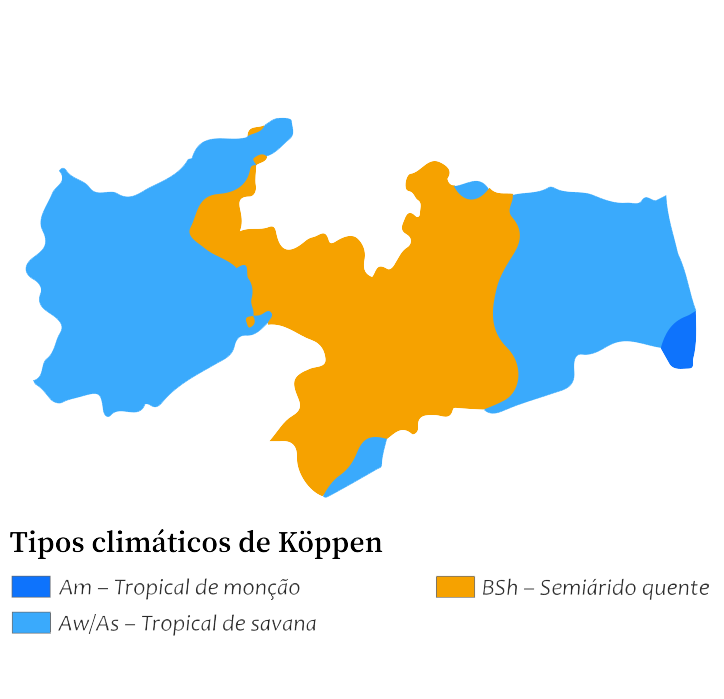 Tipos climáticos de Köppen
Am – Tropical de monção
BSh – Semiárido quente
Aw/As – Tropical de savana